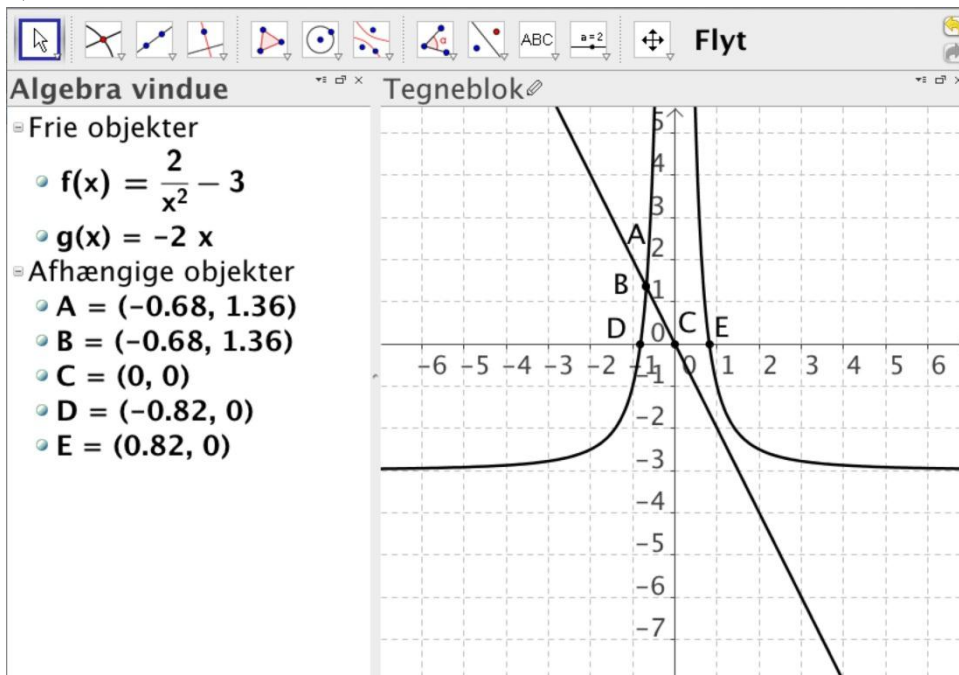 ABC a=2 Flyt
Algebra vindue
Tegneblok
Frie objekter
f(x) = 2/x² − 3
g(x) = −2 x
Afhængige objekter
A = (−0.68, 1.36)
B = (−0.68, 1.36)
C = (0, 0)
D = (−0.82, 0)
E = (0.82, 0)
5
4
3
A 2
B 1
D 0 C E
−6 −5 −4 −3 −2 −1 0 1 2 3 4 5 6
−1
−2
−3
−4
−5
−6
−7